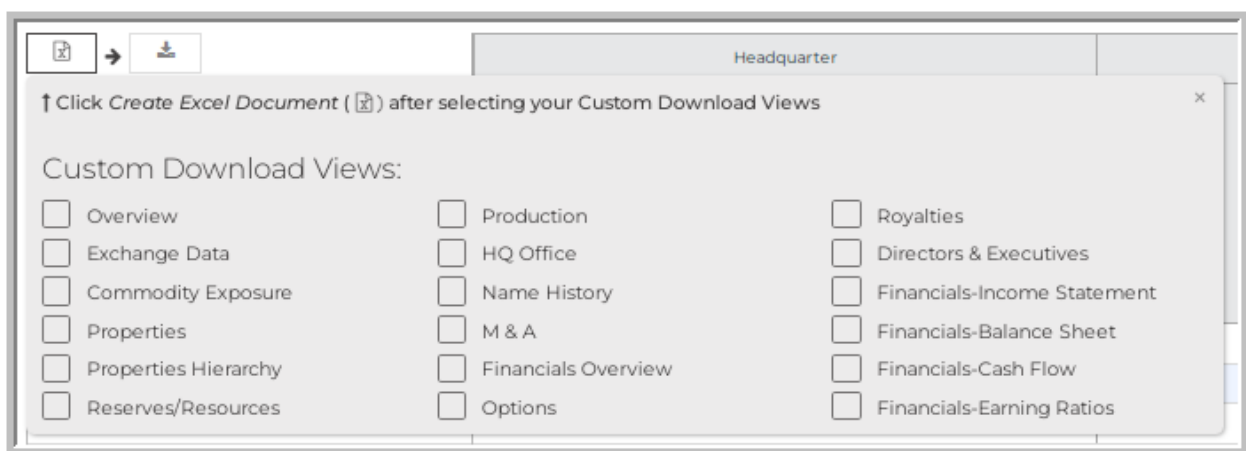 Headquarter
↑ Click Create Excel Document ( ) after selecting your Custom Download Views ×
Custom Download Views:
Overview
Exchange Data
Commodity Exposure
Properties
Properties Hierarchy
Reserves/Resources
Production
HQ Office
Name History
M & A
Financials Overview
Options
Royalties
Directors & Executives
Financials-Income Statement
Financials-Balance Sheet
Financials-Cash Flow
Financials-Earning Ratios